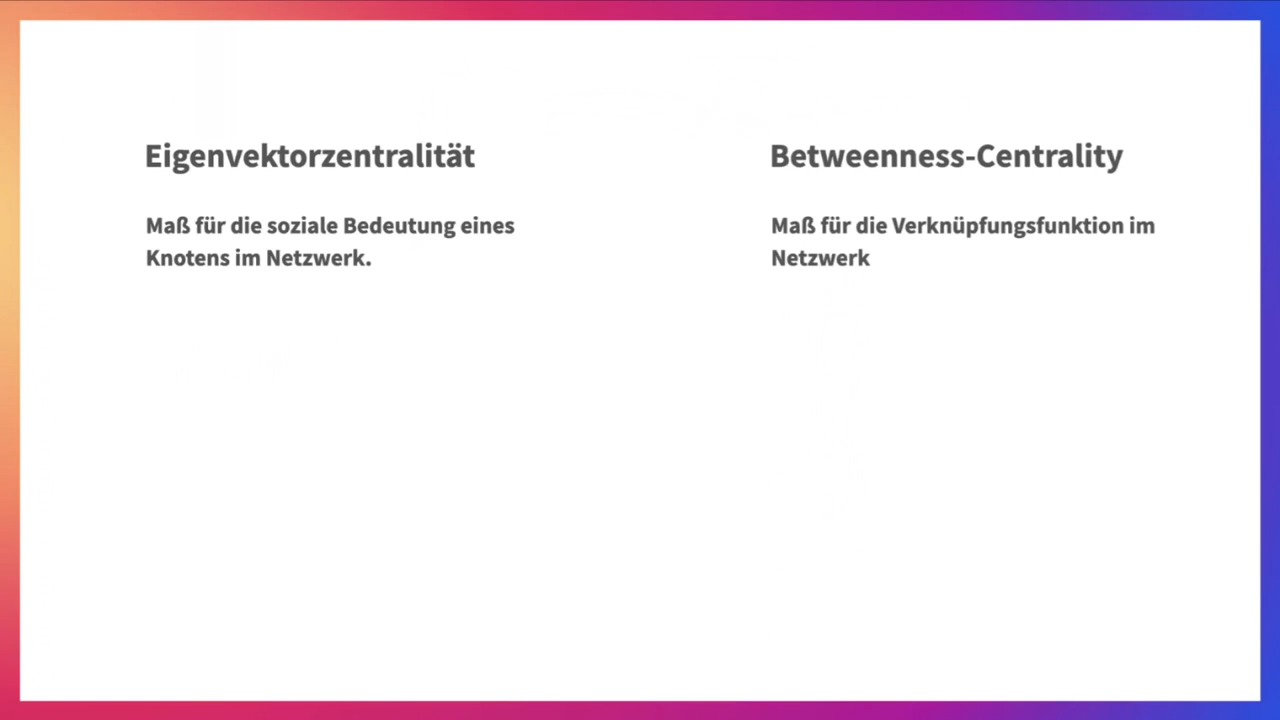 Eigenvektorzentralität
Maß für die soziale Bedeutung eines
Knotens im Netzwerk.
Betweenness-Centrality
Maß für die Verknüpfungsfunktion im
Netzwerk